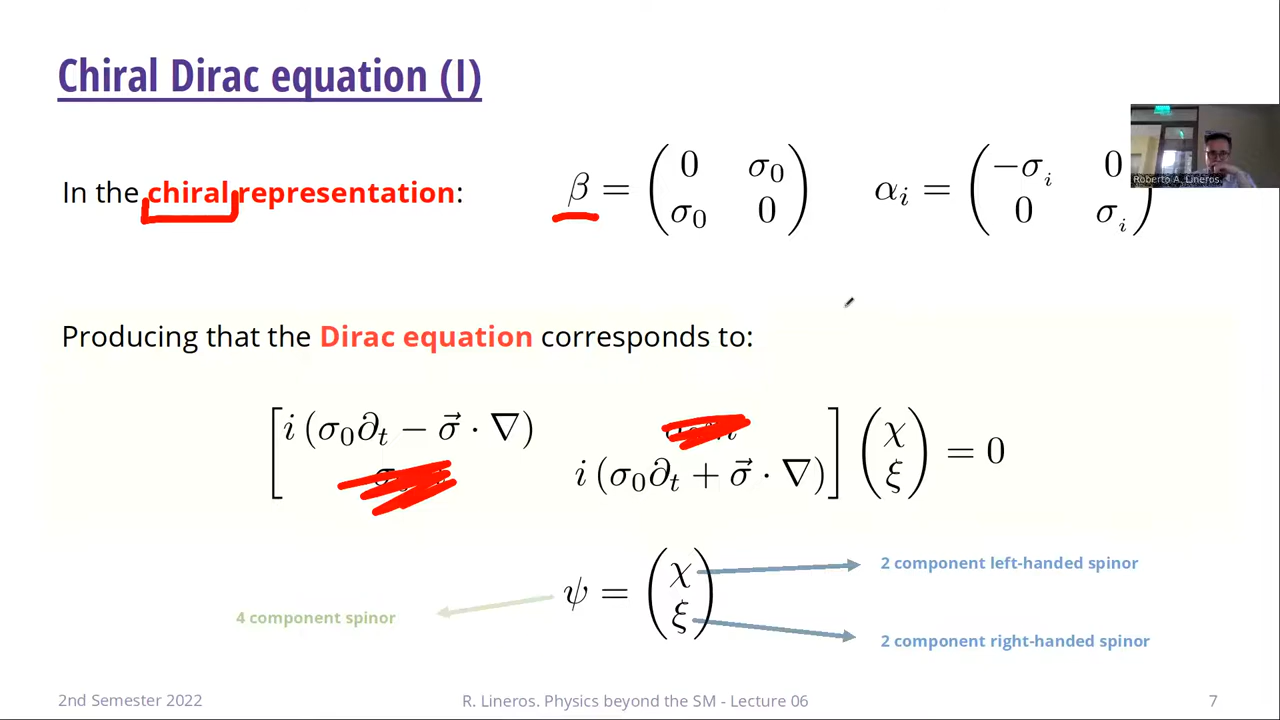 Chiral Dirac equation (I)
In the chiral representation:
β = ( 0 σ₀ ; σ₀ 0 )
αᵢ = ( −σᵢ 0 ; 0 σᵢ )
Roberto A. Lineros.
Producing that the Dirac equation corresponds to:
[ i (σ₀∂ₜ − σ⃗ · ∇)
i (σ₀∂ₜ + σ⃗ · ∇) ] ( χ ; ξ ) = 0
ψ = ( χ ; ξ )
2 component left-handed spinor
4 component spinor
2 component right-handed spinor
2nd Semester 2022
R. Lineros. Physics beyond the SM - Lecture 06
7